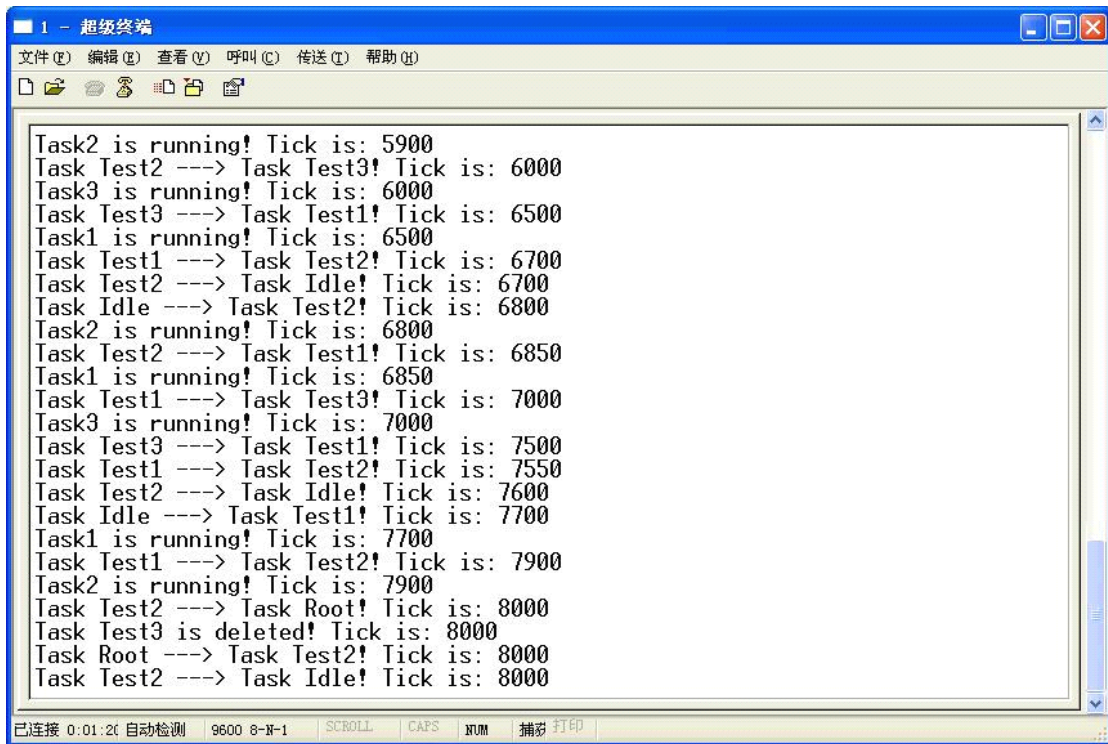 1 - 超级终端
文件(F) 编辑(E) 查看(V) 呼叫(C) 传送(T) 帮助(H)
Task2 is running! Tick is: 5900
Task Test2 ---> Task Test3! Tick is: 6000
Task3 is running! Tick is: 6000
Task Test3 ---> Task Test1! Tick is: 6500
Task1 is running! Tick is: 6500
Task Test1 ---> Task Test2! Tick is: 6700
Task Test2 ---> Task Idle! Tick is: 6700
Task Idle ---> Task Test2! Tick is: 6800
Task2 is running! Tick is: 6800
Task Test2 ---> Task Test1! Tick is: 6850
Task1 is running! Tick is: 6850
Task Test1 ---> Task Test3! Tick is: 7000
Task3 is running! Tick is: 7000
Task Test3 ---> Task Test1! Tick is: 7500
Task Test1 ---> Task Test2! Tick is: 7550
Task Test2 ---> Task Idle! Tick is: 7600
Task Idle ---> Task Test1! Tick is: 7700
Task1 is running! Tick is: 7700
Task Test1 ---> Task Test2! Tick is: 7900
Task2 is running! Tick is: 7900
Task Test2 ---> Task Root! Tick is: 8000
Task Test3 is deleted! Tick is: 8000
Task Root ---> Task Test2! Tick is: 8000
Task Test2 ---> Task Idle! Tick is: 8000
已连接 0:01:20 自动检测 9600 8-N-1 SCROLL CAPS NUM 捕获 打印